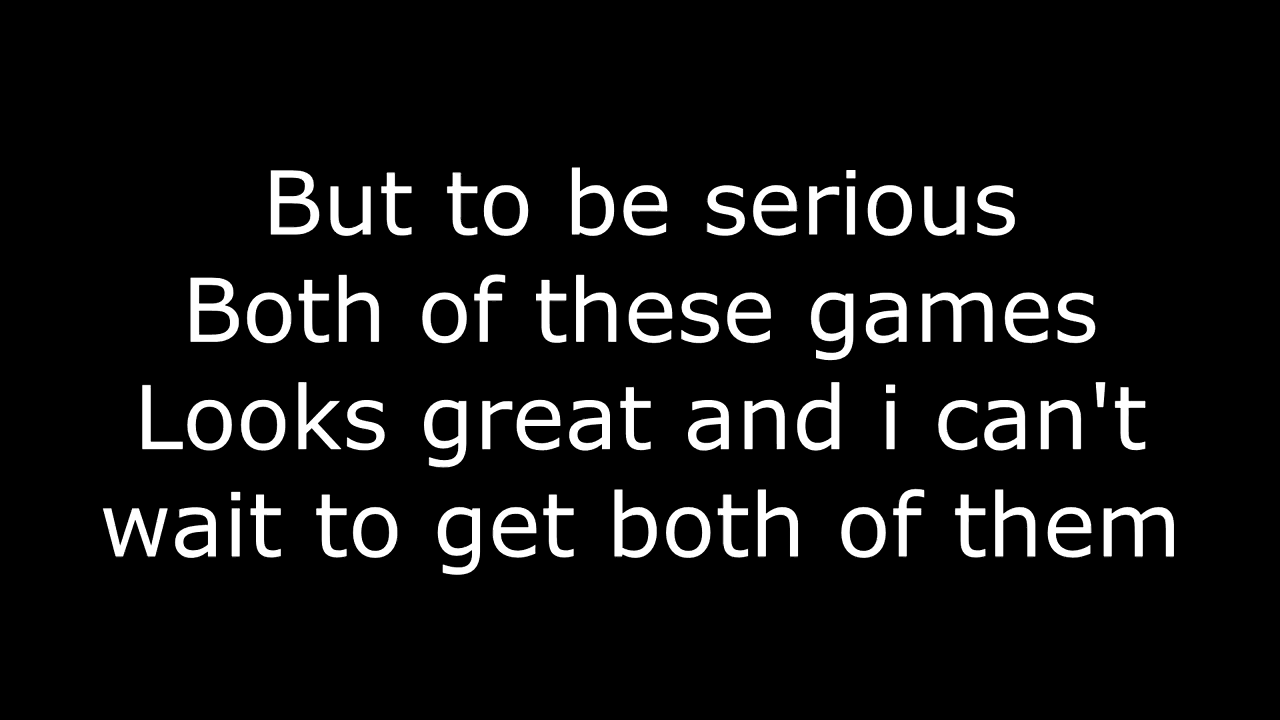 But to be serious
Both of these games
Looks great and i can't
wait to get both of them